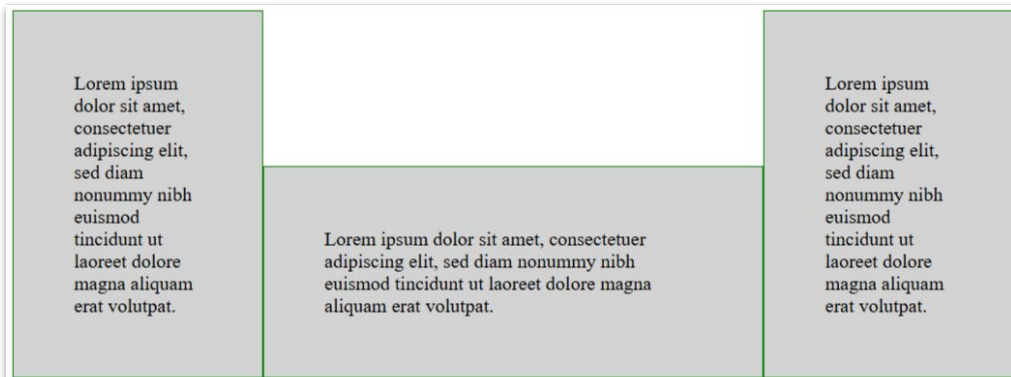 Lorem ipsum
dolor sit amet,
consectetuer
adipiscing elit,
sed diam
nonummy nibh
euismod
tincidunt ut
laoreet dolore
magna aliquam
erat volutpat.
Lorem ipsum dolor sit amet, consectetuer
adipiscing elit, sed diam nonummy nibh
euismod tincidunt ut laoreet dolore magna
aliquam erat volutpat.
Lorem ipsum
dolor sit amet,
consectetuer
adipiscing elit,
sed diam
nonummy nibh
euismod
tincidunt ut
laoreet dolore
magna aliquam
erat volutpat.